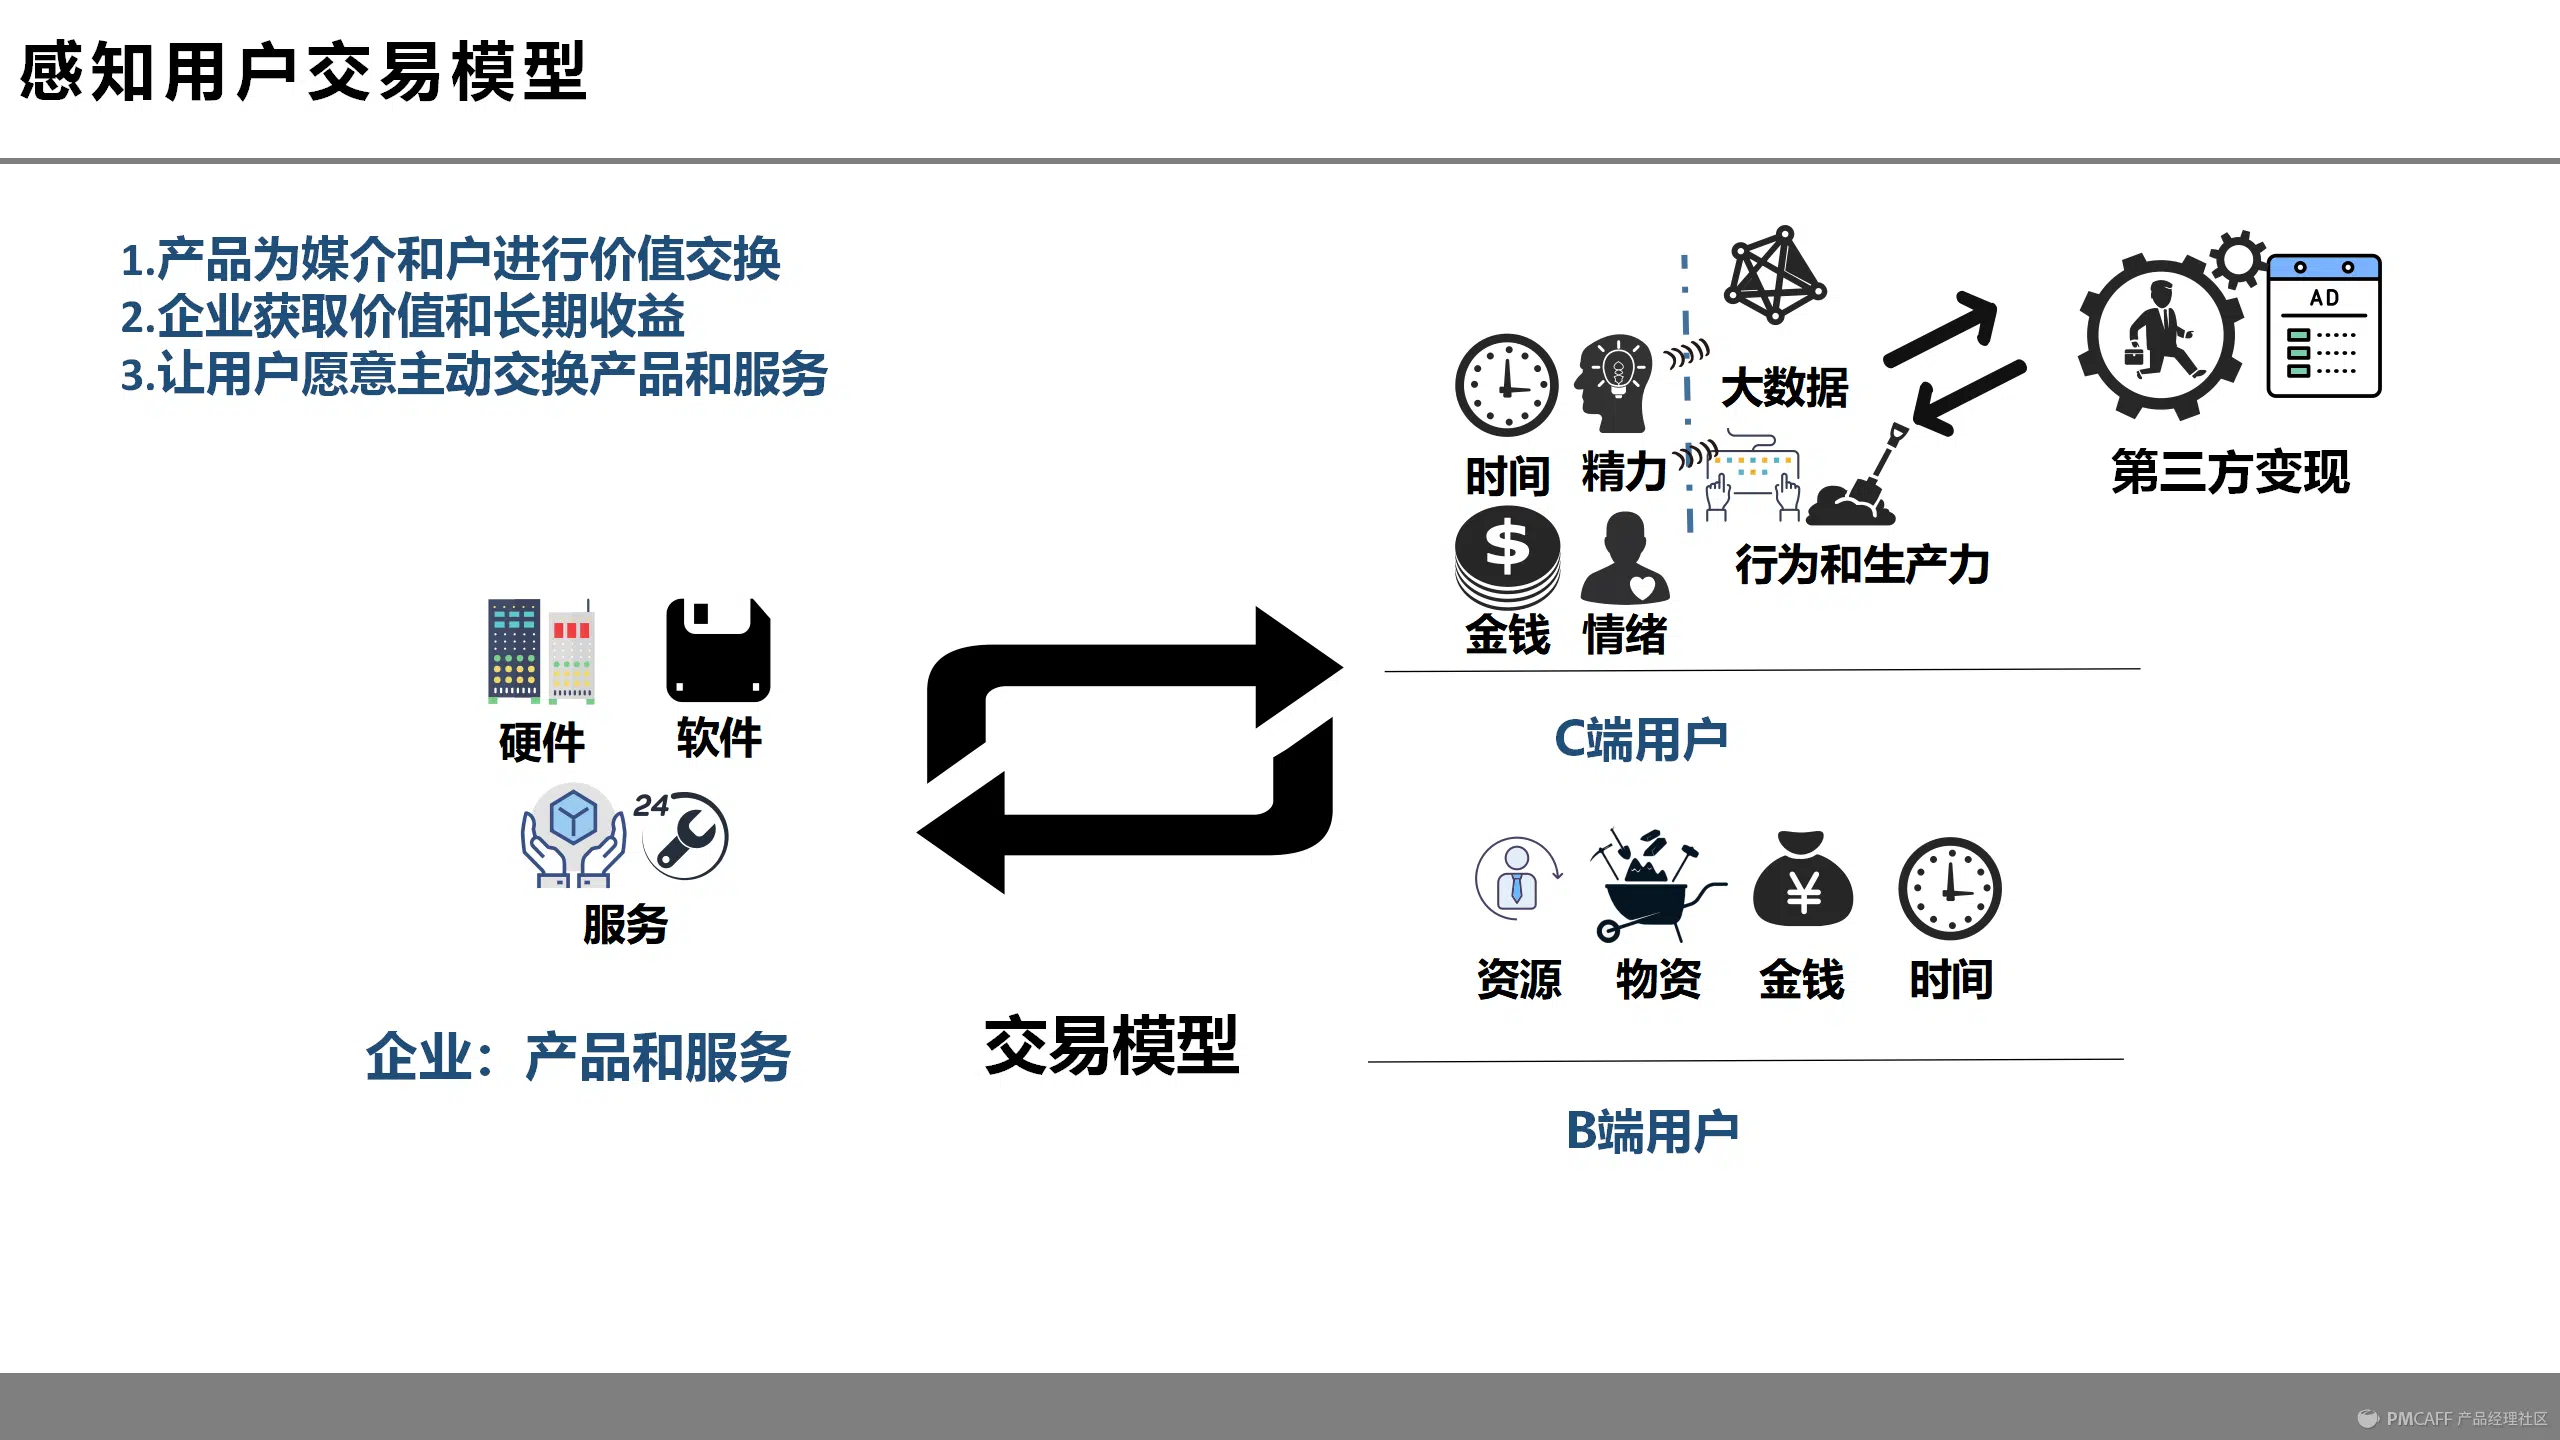 感知用户交易模型
1.产品为媒介和户进行价值交换
2.企业获取价值和长期收益
3.让用户愿意主动交换产品和服务
AD
大数据
时间 精力
第三方变现
$
行为和生产力
金钱 情绪
硬件 软件
C端用户
24
服务
¥
资源 物资 金钱 时间
企业：产品和服务
交易模型
B端用户
PMCAFF 产品经理社区